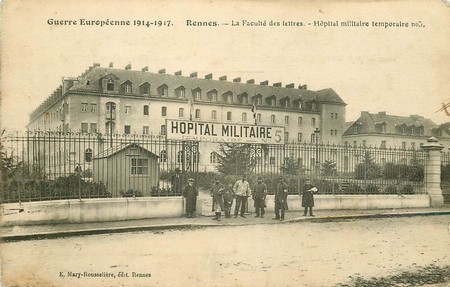 Guerre Européenne 1914-1917. Rennes. — La Faculté des lettres. - Hôpital militaire temporaire no5.
HOPITAL MILITAIRE 5
E. Mary-Rousselière, édit. Rennes